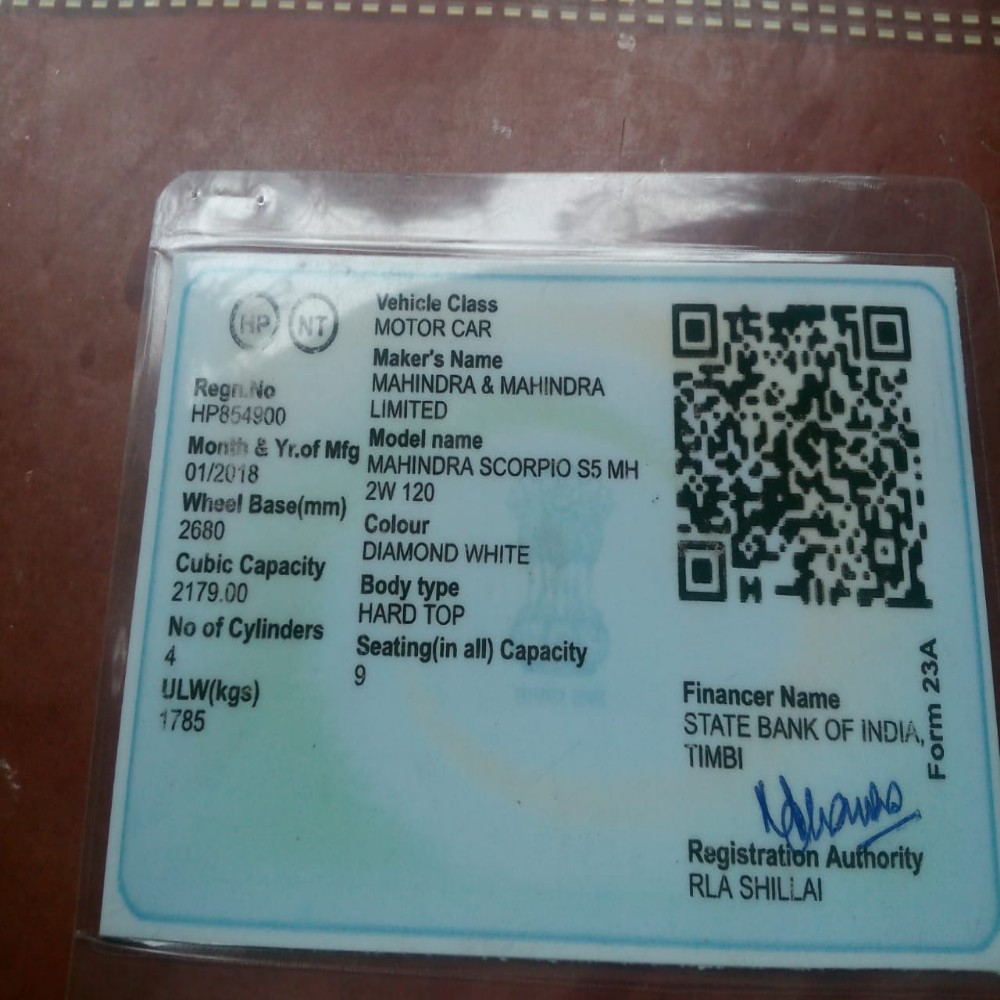 HP NT
Regn.No
HP854900
Month & Yr.of Mfg
01/2018
Wheel Base(mm)
2680
Cubic Capacity
2179.00
No of Cylinders
4
ULW(kgs)
1785
Vehicle Class
MOTOR CAR
Maker's Name
MAHINDRA & MAHINDRA
LIMITED
Model name
MAHINDRA SCORPIO S5 MH
2W 120
Colour
DIAMOND WHITE
Body type
HARD TOP
Seating(in all) Capacity
9
Form 23A
Financer Name
STATE BANK OF INDIA,
TIMBI
Registration Authority
RLA SHILLAI